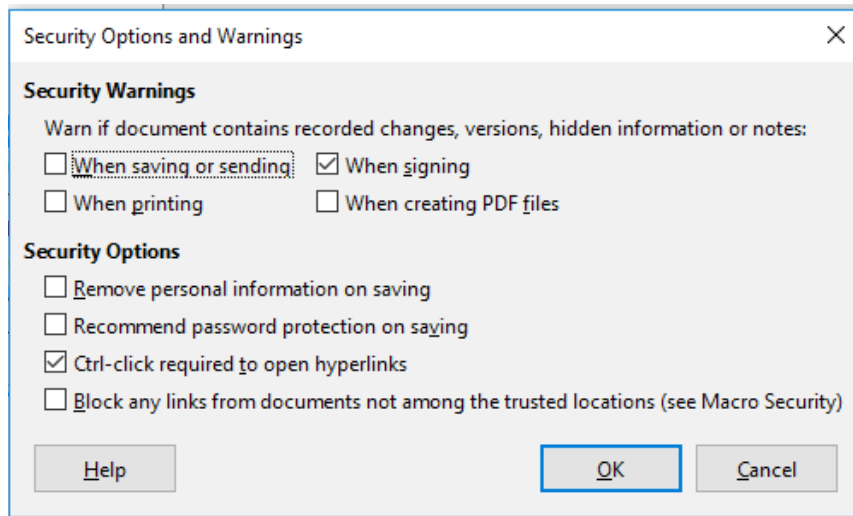 Security Options and Warnings
Security Warnings
Warn if document contains recorded changes, versions, hidden information or notes:
When saving or sending When signing
When printing When creating PDF files
Security Options
Remove personal information on saving
Recommend password protection on saving
Ctrl-click required to open hyperlinks
Block any links from documents not among the trusted locations (see Macro Security)
Help OK Cancel